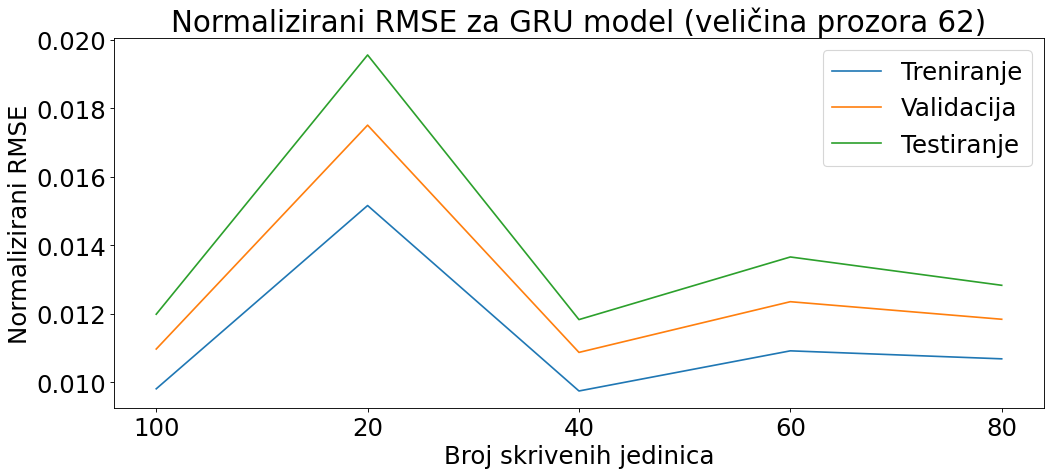 Normalizirani RMSE za GRU model (veličina prozora 62)
Normalizirani RMSE
0.020
0.018
0.016
0.014
0.012
0.010
Treniranje
Validacija
Testiranje
100 20 40 60 80
Broj skrivenih jedinica